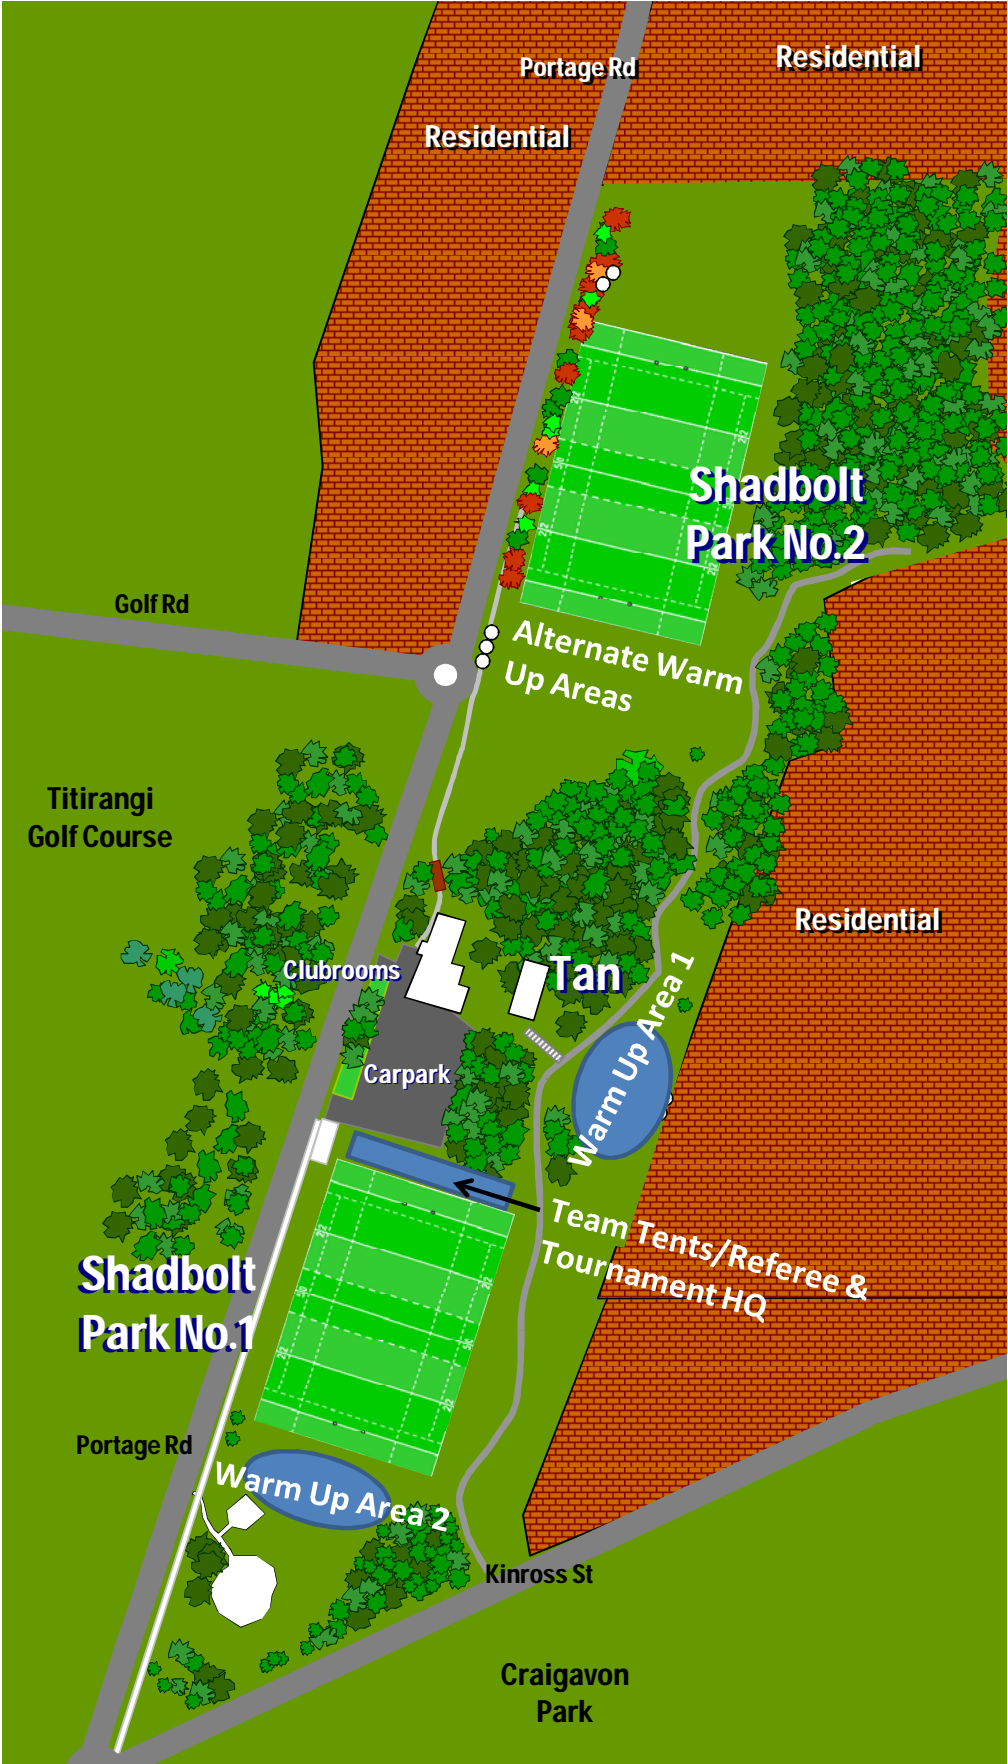 Residential
Portage Rd
Residential
Shadbolt
Park No.2
Golf Rd
Alternate Warm
Up Areas
Titirangi
Golf Course
Residential
Clubrooms
Tan
Warm Up Area 1
Carpark
Team Tents/Referee &
Tournament HQ
Shadbolt
Park No.1
Portage Rd
Warm Up Area 2
Kinross St
Craigavon
Park